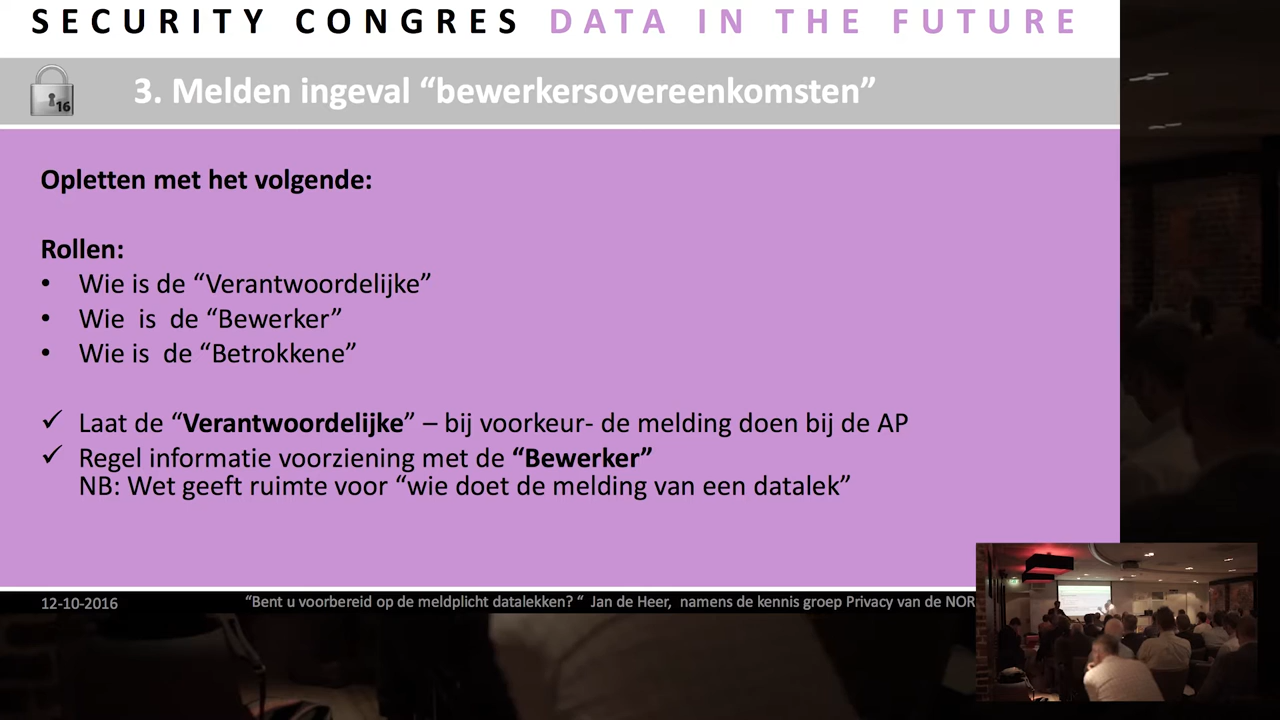 SECURITY CONGRES DATA IN THE FUTURE
16
3. Melden ingeval “bewerkersovereenkomsten”
Opletten met het volgende:
Rollen:
• Wie is de “Verantwoordelijke”
• Wie is de “Bewerker”
• Wie is de “Betrokkene”
✓ Laat de “Verantwoordelijke” – bij voorkeur- de melding doen bij de AP
✓ Regel informatie voorziening met de “Bewerker”
NB: Wet geeft ruimte voor “wie doet de melding van een datalek”
12-10-2016
“Bent u voorbereid op de meldplicht datalekken? “ Jan de Heer, namens de kennis groep Privacy van de NOR